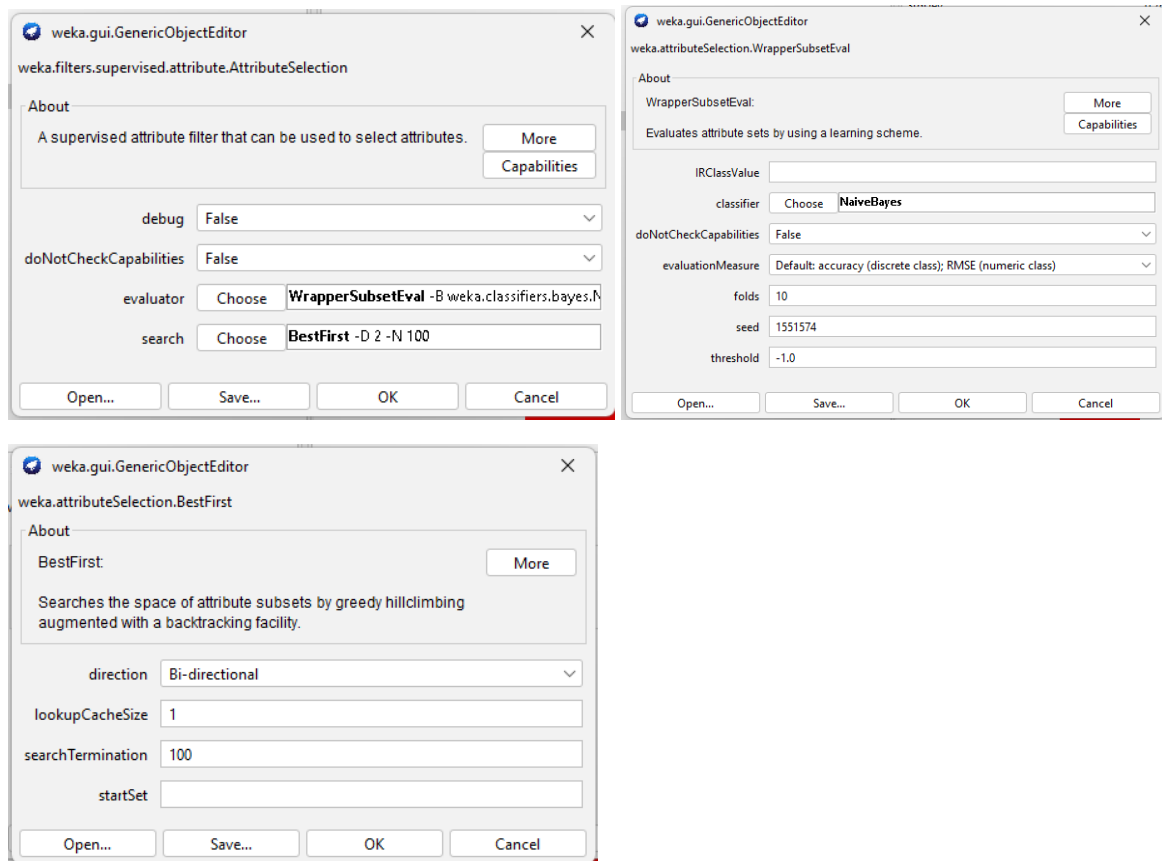 weka.gui.GenericObjectEditor
weka.filters.supervised.attribute.AttributeSelection
About
A supervised attribute filter that can be used to select attributes.
More
Capabilities
debug False
doNotCheckCapabilities False
evaluator Choose WrapperSubsetEval -B weka.classifiers.bayes.N
search Choose BestFirst -D 2 -N 100
Open... Save... OK Cancel
weka.gui.GenericObjectEditor
weka.attributeSelection.WrapperSubsetEval
About
WrapperSubsetEval:
More
Evaluates attribute sets by using a learning scheme.
Capabilities
IRClassValue
classifier Choose NaiveBayes
doNotCheckCapabilities False
evaluationMeasure Default: accuracy (discrete class); RMSE (numeric class)
folds 10
seed 1551574
threshold -1.0
Open... Save... OK Cancel
weka.gui.GenericObjectEditor
weka.attributeSelection.BestFirst
About
BestFirst:
More
Searches the space of attribute subsets by greedy hillclimbing
augmented with a backtracking facility.
direction Bi-directional
lookupCacheSize 1
searchTermination 100
startSet
Open... Save... OK Cancel